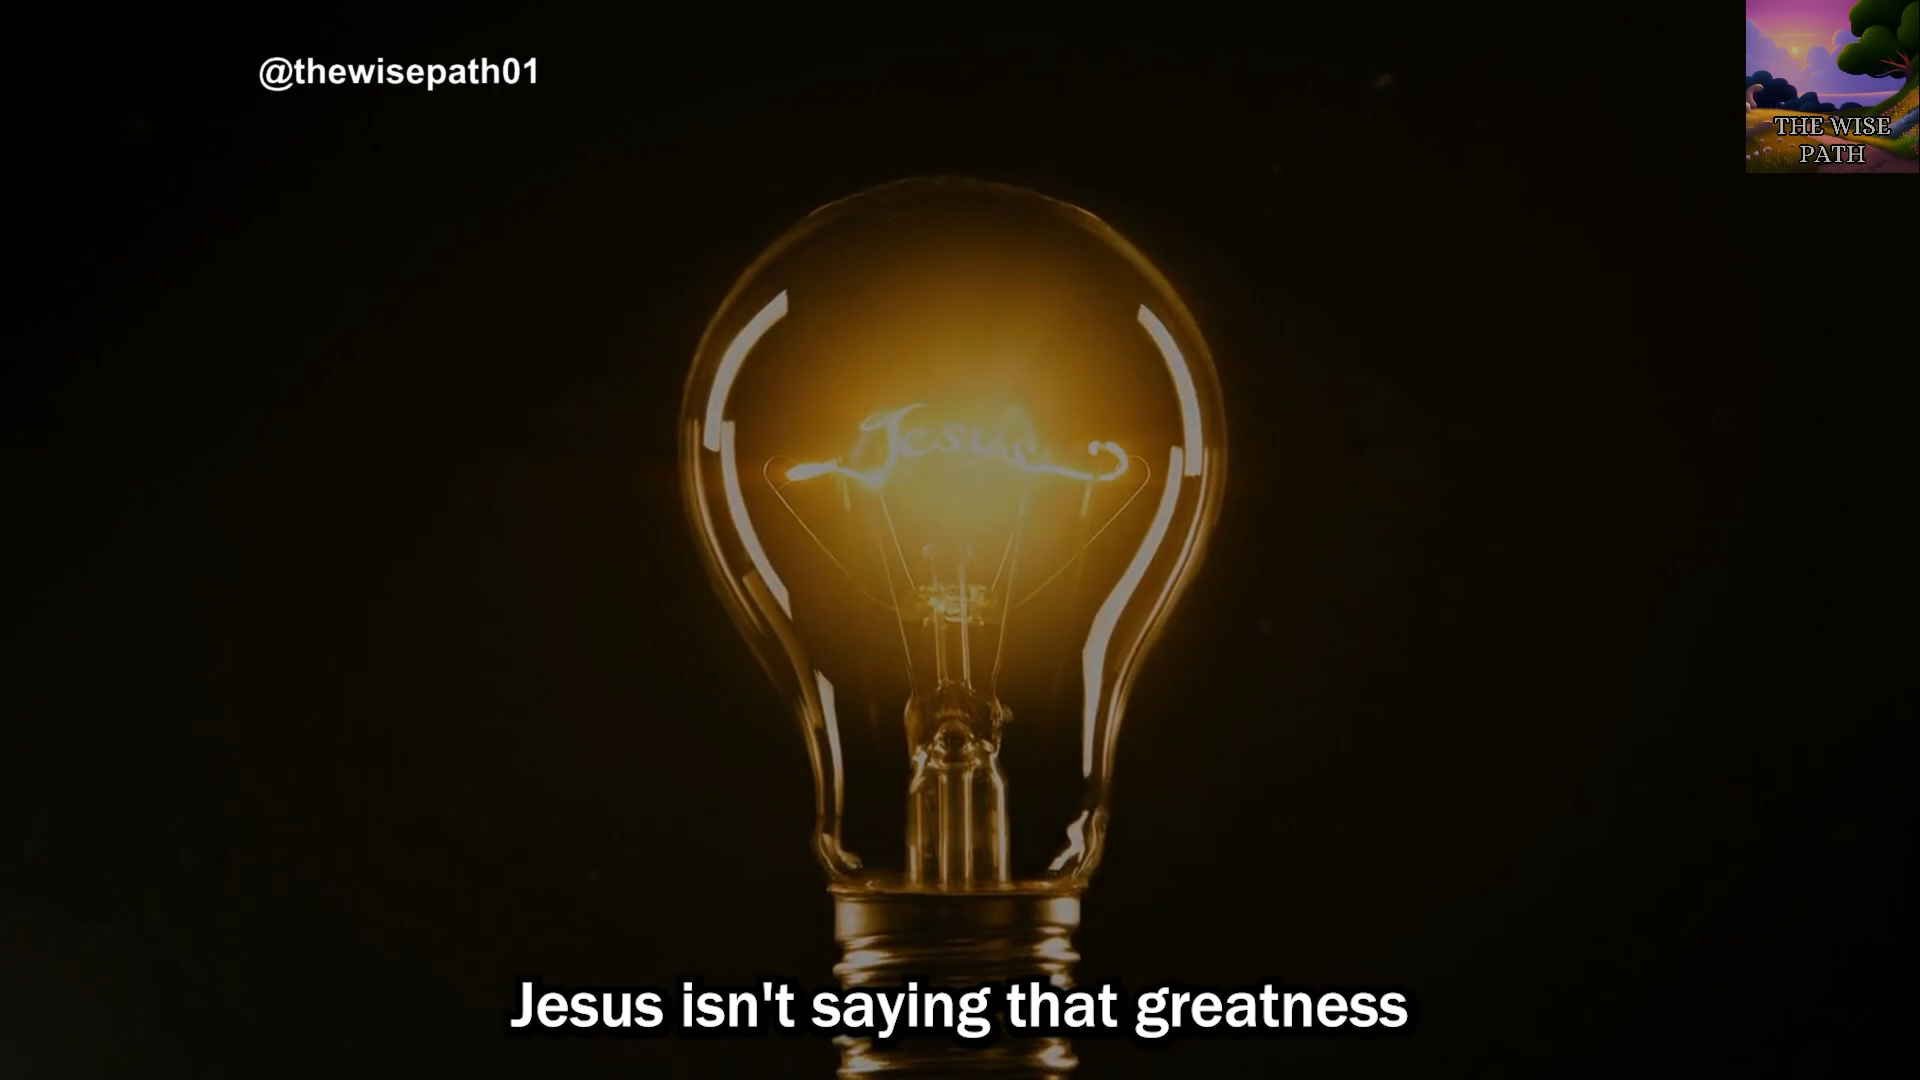 @thewisepath01
THE WISE
PATH
Jesus
Jesus isn't saying that greatness